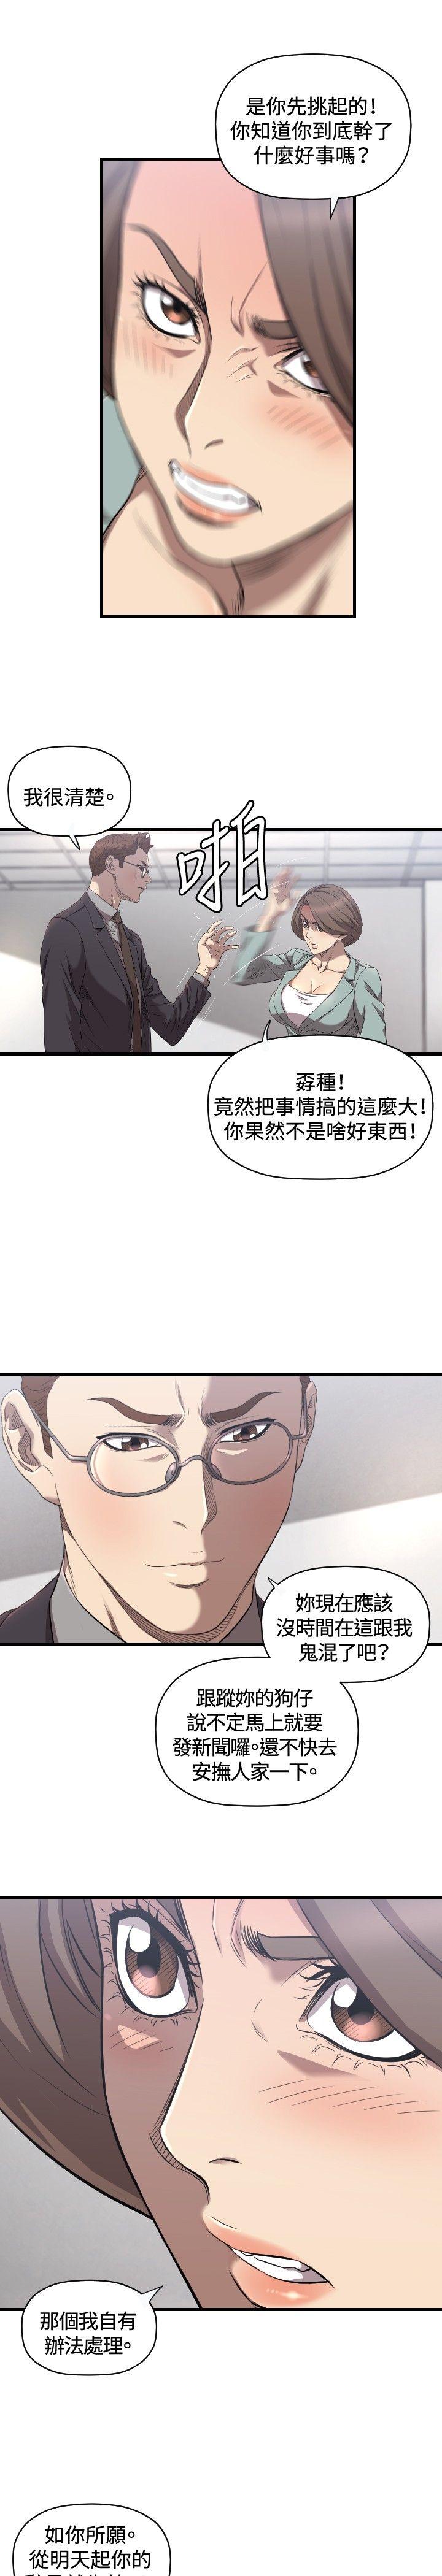 是你先挑起的!
你知道你到底幹了
什麼好事嗎?
我很清楚。
啪
孬種!
竟然把事情搞的這麼大!
你果然不是啥好東西!
妳現在應該
沒時間在這跟我
鬼混了吧?
跟蹤妳的狗仔
說不定馬上就要
發新聞囉。還不快去
安撫人家一下。
那個我自有
辦法處理。
如你所願。
從明天起你的